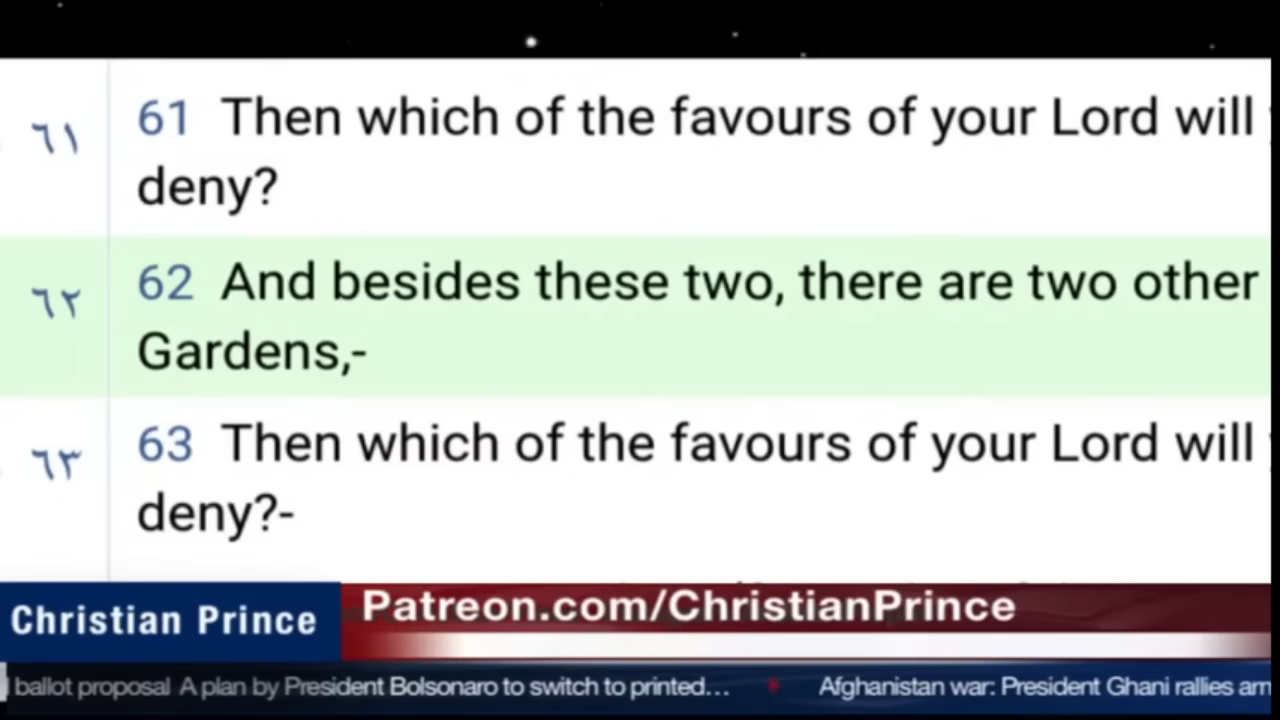 ٦١ 61 Then which of the favours of your Lord will
deny?
٦٢ 62 And besides these two, there are two other
Gardens,-
٦٣ 63 Then which of the favours of your Lord will
deny?-
Christian Prince
Patreon.com/ChristianPrince
ballot proposal A plan by President Bolsonaro to switch to printed... Afghanistan war: President Ghani rallies